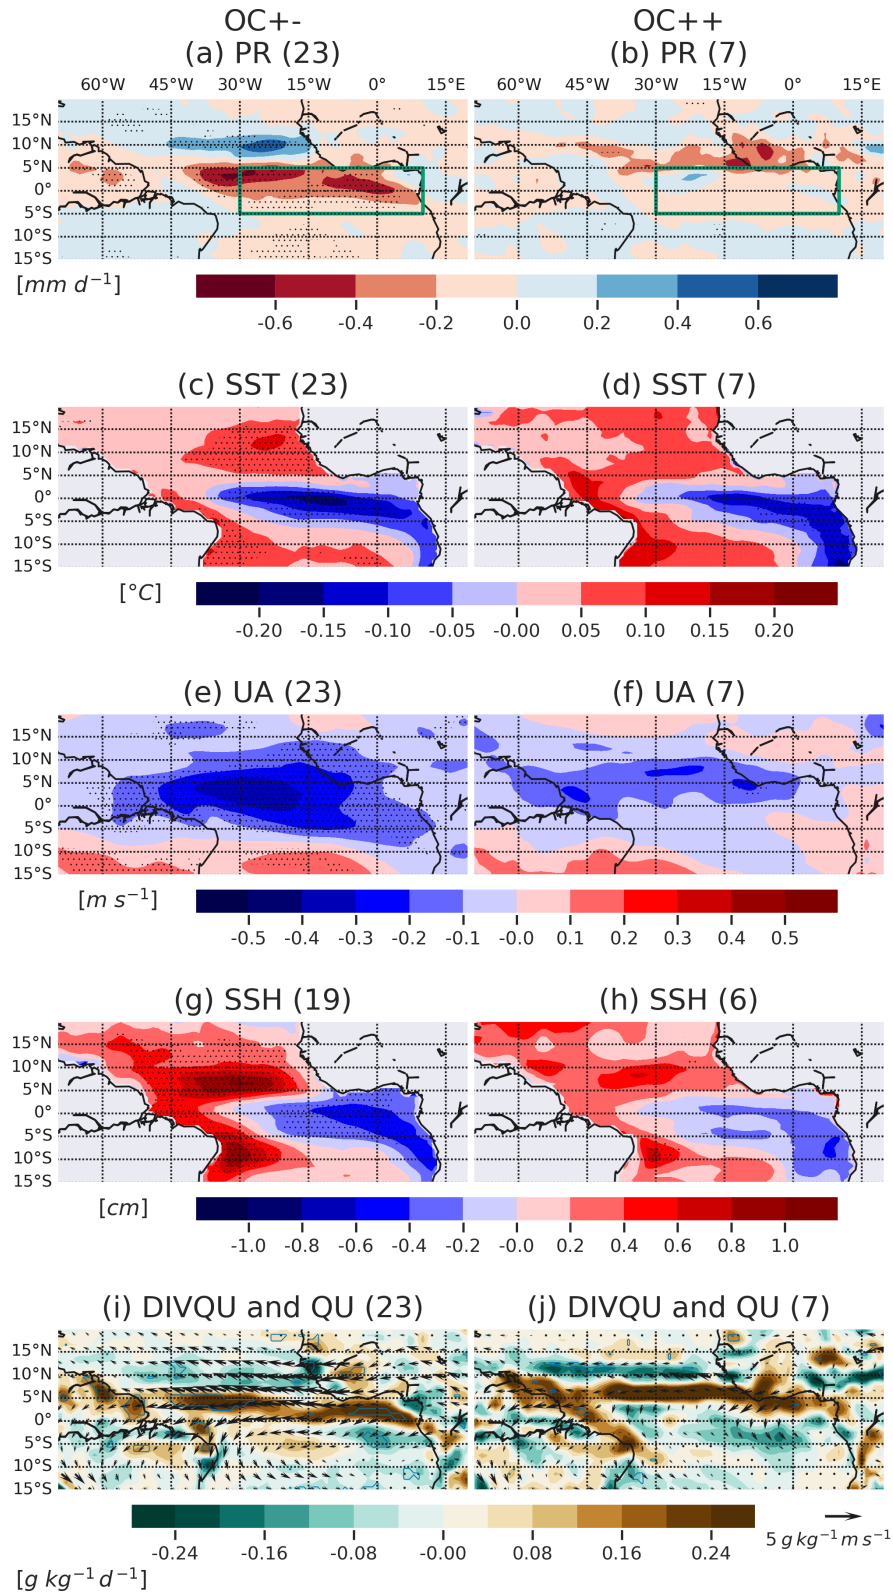 OC+- OC++
(a) PR (23) (b) PR (7)
60°W 45°W 30°W 15°W 0° 15°E 60°W 45°W 30°W 15°W 0° 15°E
15°N
10°N
5°N
0°
5°S
10°S
15°S
[mm d⁻¹]
-0.6 -0.4 -0.2 0.0 0.2 0.4 0.6
(c) SST (23) (d) SST (7)
15°N
10°N
5°N
0°
5°S
10°S
15°S
[°C]
-0.20 -0.15 -0.10 -0.05 -0.00 0.05 0.10 0.15 0.20
(e) UA (23) (f) UA (7)
15°N
10°N
5°N
0°
5°S
10°S
15°S
[m s⁻¹]
-0.5 -0.4 -0.3 -0.2 -0.1 -0.0 0.1 0.2 0.3 0.4 0.5
(g) SSH (19) (h) SSH (6)
15°N
10°N
5°N
0°
5°S
10°S
15°S
[cm]
-1.0 -0.8 -0.6 -0.4 -0.2 -0.0 0.2 0.4 0.6 0.8 1.0
(i) DIVQU and QU (23) (j) DIVQU and QU (7)
15°N
10°N
5°N
0°
5°S
10°S
15°S
-0.24 -0.16 -0.08 -0.00 0.08 0.16 0.24
5 g kg⁻¹ m s⁻¹
[g kg⁻¹ d⁻¹]